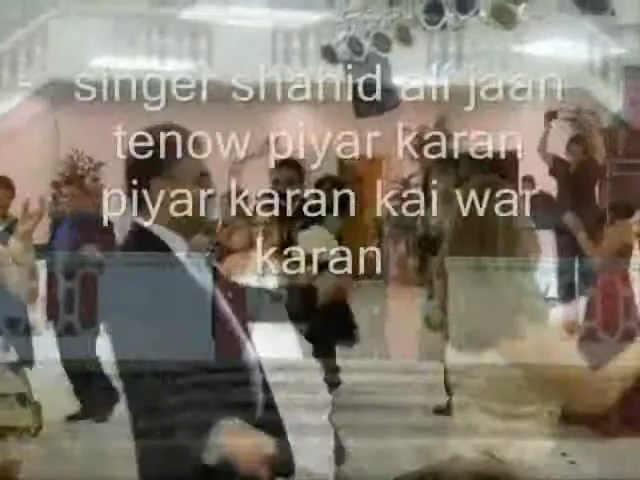 singer shahid ali jaan
tenow piyar karan
piyar karan kai war
karan